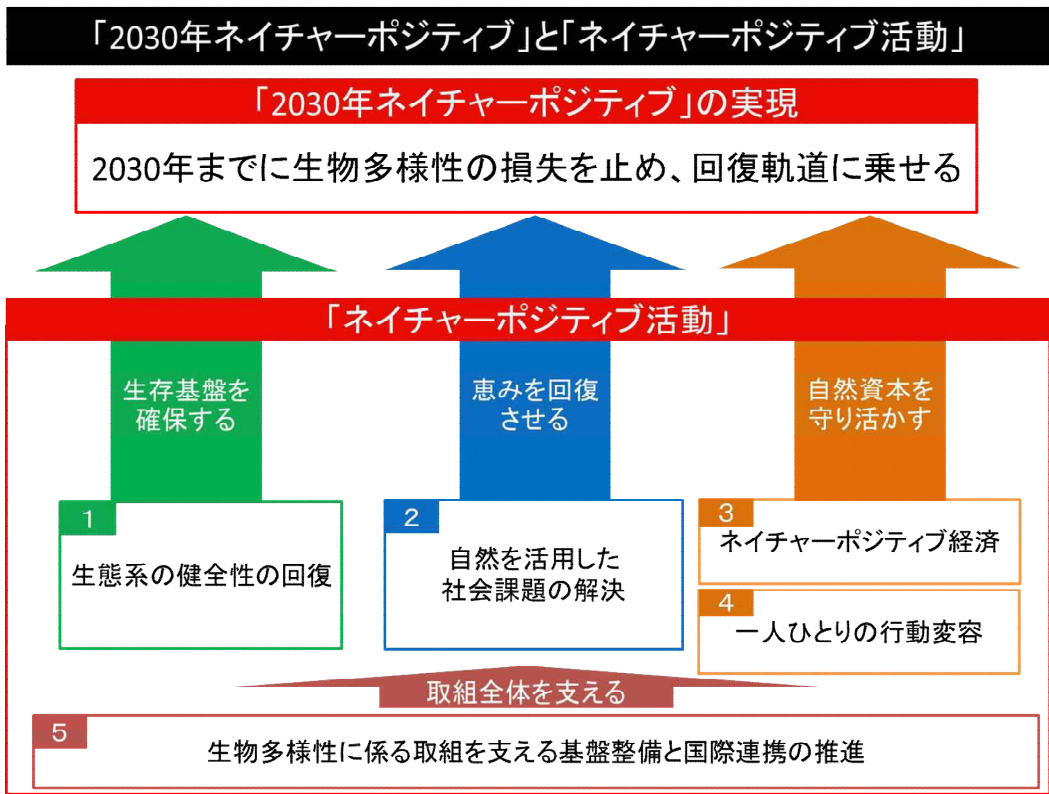 「2030年ネイチャーポジティブ」と「ネイチャーポジティブ活動」
「2030年ネイチャーポジティブ」の実現
2030年までに生物多様性の損失を止め、回復軌道に乗せる
「ネイチャーポジティブ活動」
生存基盤を
確保する
恵みを回復
させる
自然資本を
守り活かす
1
生態系の健全性の回復
2
自然を活用した
社会課題の解決
3
ネイチャーポジティブ経済
4
一人ひとりの行動変容
取組全体を支える
5
生物多様性に係る取組を支える基盤整備と国際連携の推進